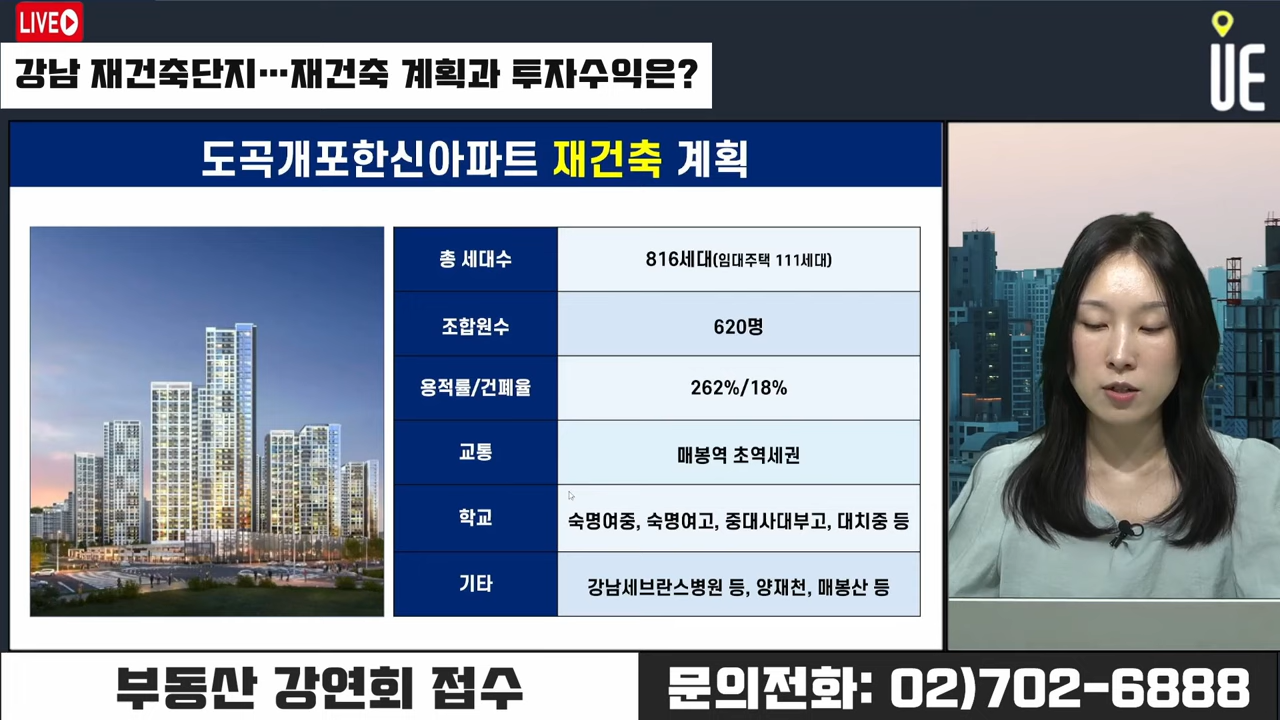 LIVE
강남 재건축단지…재건축 계획과 투자수익은?
UE
도곡개포한신아파트 재건축 계획
총 세대수
816세대(임대주택 111세대)
조합원수
620명
용적률/건폐율
262%/18%
교통
매봉역 초역세권
학교
숙명여중, 숙명여고, 중대사대부고, 대치중 등
기타
강남세브란스병원 등, 양재천, 매봉산 등
부동산 강연회 접수
문의전화: 02)702-6888